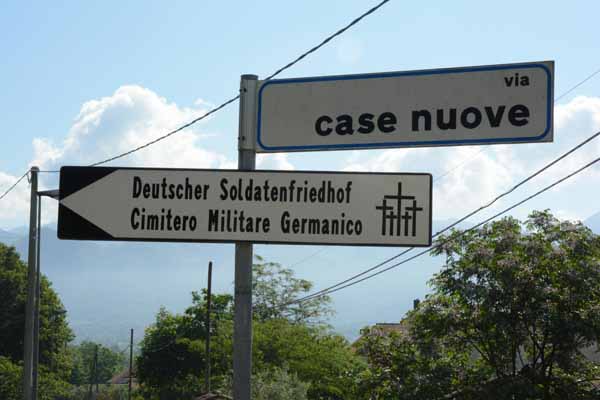 via
case nuove
Deutscher Soldatenfriedhof
Cimitero Militare Germanico